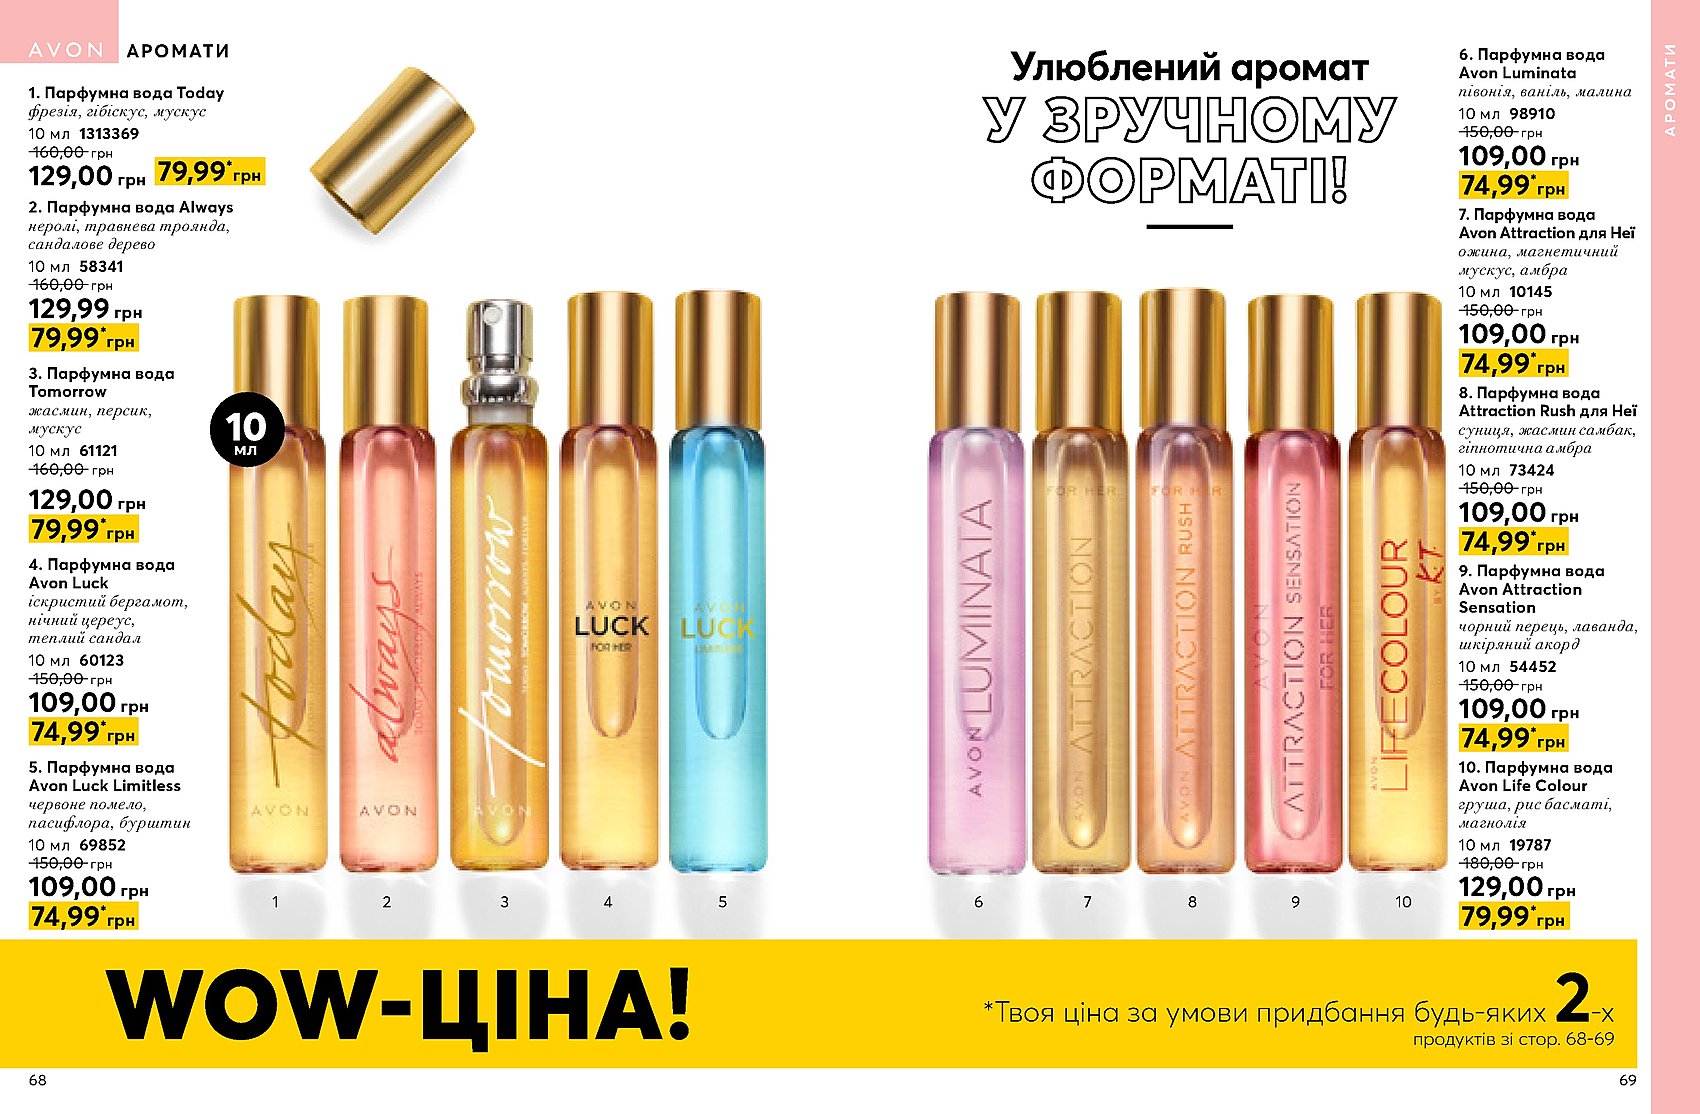 AVON АРОМАТИ
1. Парфумна вода Today
фрезія, гібіскус, мускус
10 мл 1313369
160,00 грн
129,00 грн 79,99* грн
2. Парфумна вода Always
неролі, травнева троянда,
сандалове дерево
10 мл 58341
160,00 грн
129,99 грн
79,99* грн
3. Парфумна вода
Tomorrow
жасмин, персик,
мускус
10 мл 61121
160,00 грн
129,00 грн
79,99* грн
4. Парфумна вода
Avon Luck
іскристий бергамот,
нічний цереус,
теплий сандал
10 мл 60123
150,00 грн
109,00 грн
74,99* грн
5. Парфумна вода
Avon Luck Limitless
червоне помело,
пасифлора, бурштин
10 мл 69852
150,00 грн
109,00 грн
74,99* грн
10
мл
today
AVON
always
AVON
tomorrow
AVON
AVON
LUCK
FOR HER
AVON
LUCK
LIMITLESS
1 2 3 4 5
Улюблений аромат
У ЗРУЧНОМУ
ФОРМАТІ!
AVON LUMINATA
FOR HER
AVON ATTRACTION
FOR HER
AVON ATTRACTION RUSH
AVON
ATTRACTION SENSATION
FOR HER
AVON
LIFECOLOUR
BY K.T
6 7 8 9 10
6. Парфумна вода
Avon Luminata
півонія, ваніль, малина
10 мл 98910
150,00 грн
109,00 грн
74,99* грн
7. Парфумна вода
Avon Attraction для Неї
ожина, магнетичний
мускус, амбра
10 мл 10145
150,00 грн
109,00 грн
74,99* грн
8. Парфумна вода
Attraction Rush для Неї
суниця, жасмин самбак,
гіпнотична амбра
10 мл 73424
150,00 грн
109,00 грн
74,99* грн
9. Парфумна вода
Avon Attraction
Sensation
чорний перець, лаванда,
шкіряний акорд
10 мл 54452
150,00 грн
109,00 грн
74,99* грн
10. Парфумна вода
Avon Life Colour
груша, рис басматі,
магнолія
10 мл 19787
180,00 грн
129,00 грн
79,99* грн
АРОМАТИ
WOW-ЦІНА!
*Твоя ціна за умови придбання будь-яких 2-х
продуктів зі стор. 68-69
68
69